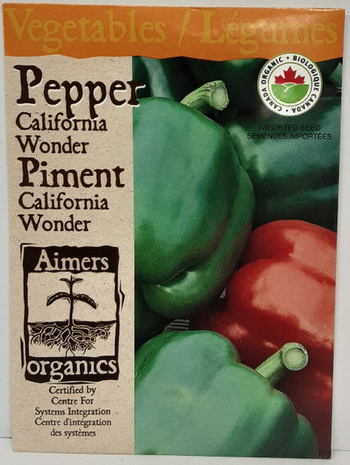 Vegetables / Légumes
Pepper
California
Wonder
Piment
California
Wonder
CANADA ORGANIC • BIOLOGIQUE CANADA •
IMPORTED SEED
SEMENCES IMPORTÉES
Aimers
organics
Certified by
Centre For
Systems Integration
Centre d'intégration
des systèmes